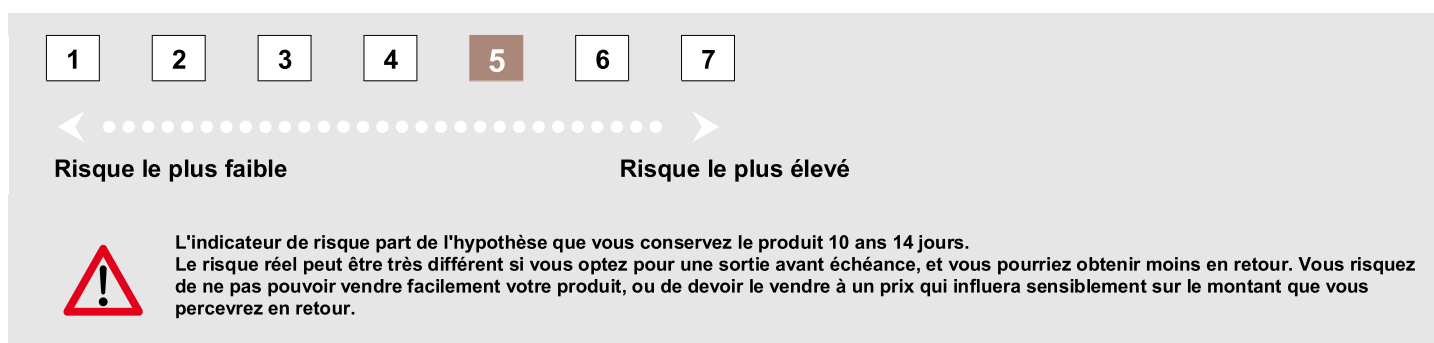 1 2 3 4 5 6 7
Risque le plus faible Risque le plus élevé
L'indicateur de risque part de l'hypothèse que vous conservez le produit 10 ans 14 jours.
Le risque réel peut être très différent si vous optez pour une sortie avant échéance, et vous pourriez obtenir moins en retour. Vous risquez
de ne pas pouvoir vendre facilement votre produit, ou de devoir le vendre à un prix qui influera sensiblement sur le montant que vous
percevrez en retour.